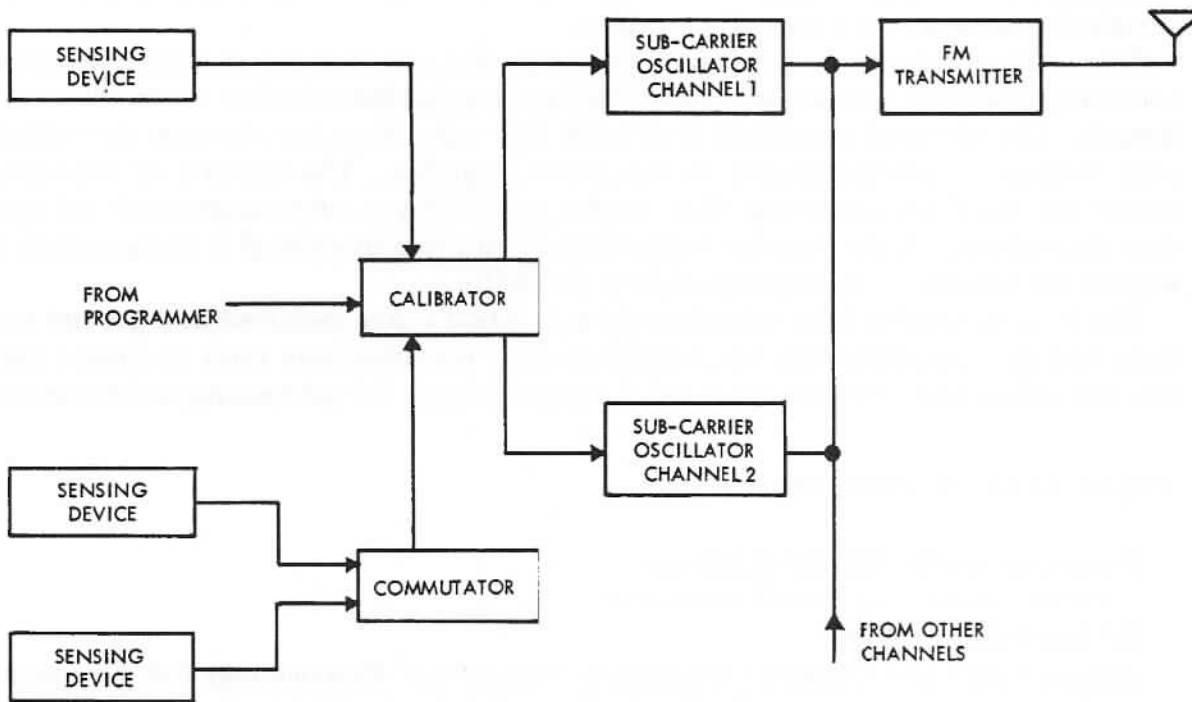 SENSING
DEVICE
SUB-CARRIER
OSCILLATOR
CHANNEL 1
FM
TRANSMITTER
FROM
PROGRAMMER
CALIBRATOR
SUB-CARRIER
OSCILLATOR
CHANNEL 2
SENSING
DEVICE
COMMUTATOR
SENSING
DEVICE
FROM OTHER
CHANNELS